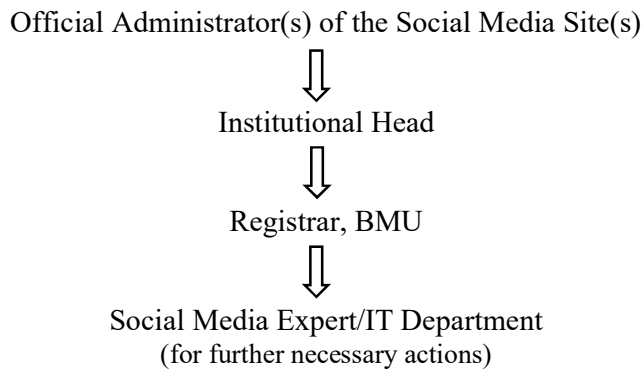 Official Administrator(s) of the Social Media Site(s)
Institutional Head
Registrar, BMU
Social Media Expert/IT Department
(for further necessary actions)